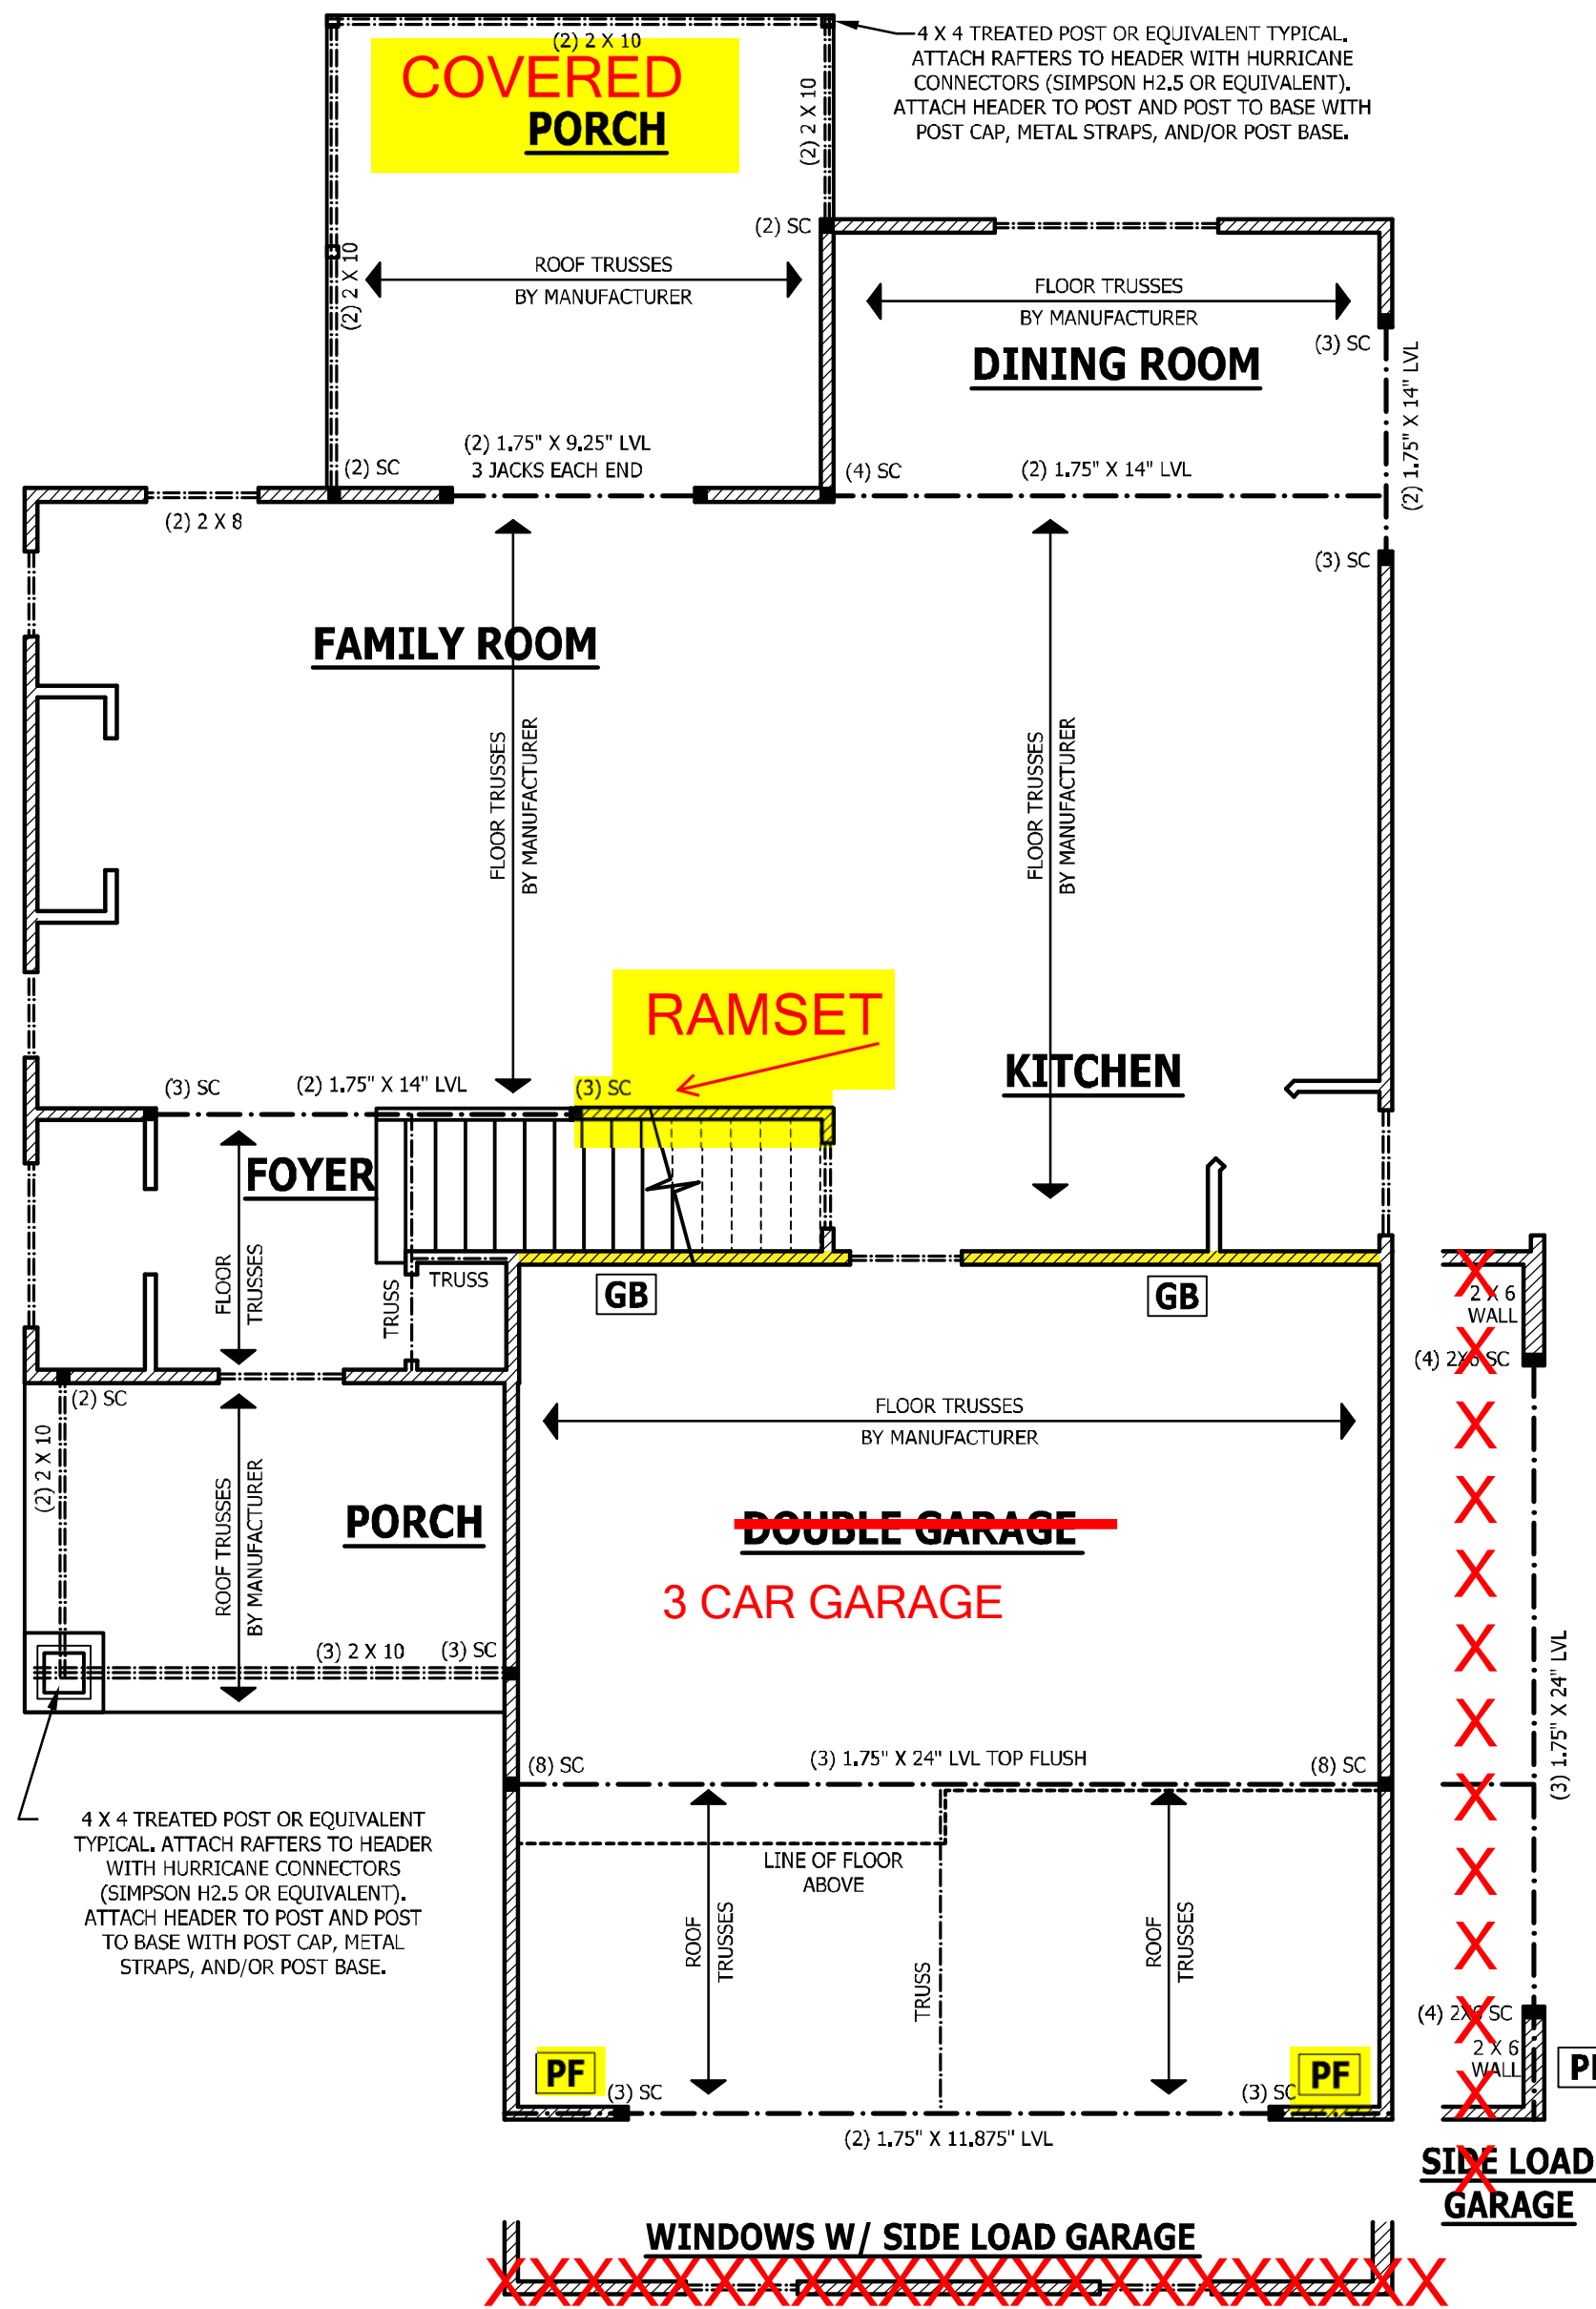 (2) 2 X 10
COVERED
PORCH
(2) 2 X 10
4 X 4 TREATED POST OR EQUIVALENT TYPICAL.
ATTACH RAFTERS TO HEADER WITH HURRICANE
CONNECTORS (SIMPSON H2.5 OR EQUIVALENT).
ATTACH HEADER TO POST AND POST TO BASE WITH
POST CAP, METAL STRAPS, AND/OR POST BASE.
(2) SC
(2) 2 X 10
ROOF TRUSSES
BY MANUFACTURER
FLOOR TRUSSES
BY MANUFACTURER
DINING ROOM
(3) SC
(2) 1.75" X 14" LVL
(2) SC
(2) 1.75" X 9.25" LVL
3 JACKS EACH END
(4) SC
(2) 1.75" X 14" LVL
(2) 2 X 8
(3) SC
FAMILY ROOM
FLOOR TRUSSES
BY MANUFACTURER
FLOOR TRUSSES
BY MANUFACTURER
RAMSET
KITCHEN
(3) SC
(2) 1.75" X 14" LVL
(3) SC
FOYER
FLOOR
TRUSSES
TRUSS
TRUSS
GB
GB
2 X 6
WALL
(4) 2X6 SC
(2) SC
(2) 2 X 10
ROOF TRUSSES
BY MANUFACTURER
PORCH
FLOOR TRUSSES
BY MANUFACTURER
DOUBLE GARAGE
3 CAR GARAGE
(3) 2 X 10
(3) SC
(3) 1.75" X 24" LVL
(8) SC
(3) 1.75" X 24" LVL TOP FLUSH
(8) SC
4 X 4 TREATED POST OR EQUIVALENT
TYPICAL. ATTACH RAFTERS TO HEADER
WITH HURRICANE CONNECTORS
(SIMPSON H2.5 OR EQUIVALENT).
ATTACH HEADER TO POST AND POST
TO BASE WITH POST CAP, METAL
STRAPS, AND/OR POST BASE.
LINE OF FLOOR
ABOVE
ROOF
TRUSSES
TRUSS
ROOF
TRUSSES
(4) 2X6 SC
2 X 6
WALL
PF
(3) SC
(3) SC
PF
(2) 1.75" X 11.875" LVL
SIDE LOAD
GARAGE
WINDOWS W/ SIDE LOAD GARAGE
X X X X X X X X X X X X X
XXXXXXXXXXXXXXXXXXXXXX